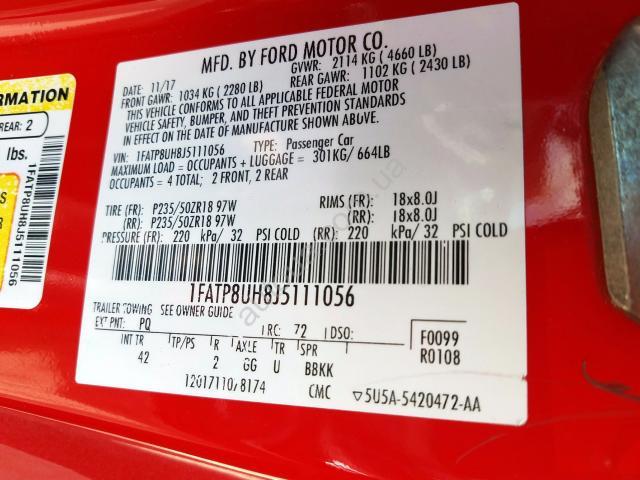 MFD. BY FORD MOTOR CO.
DATE: 11/17 GVWR: 2114 KG ( 4660 LB)
FRONT GAWR: 1034 KG ( 2280 LB) REAR GAWR: 1102 KG ( 2430 LB)
THIS VEHICLE CONFORMS TO ALL APPLICABLE FEDERAL MOTOR
VEHICLE SAFETY, BUMPER, AND THEFT PREVENTION STANDARDS
IN EFFECT ON THE DATE OF MANUFACTURE SHOWN ABOVE.
VIN: 1FATP8UH8J5111056 TYPE: Passenger Car
MAXIMUM LOAD = OCCUPANTS + LUGGAGE = 301KG/ 664LB
OCCUPANTS = 4 TOTAL; 2 FRONT, 2 REAR
TIRE (FR): P235/50ZR18 97W RIMS (FR): 18x8.0J
(RR): P235/50ZR18 97W (RR): 18x8.0J
PRESSURE (FR): 220 kPa/ 32 PSI COLD (RR): 220 kPa/ 32 PSI COLD
1FATP8UH8J5111056
TRAILER TOWING SEE OWNER GUIDE
EXT PNT: PQ RC: 72 DSO: F0099
INT TR TP/PS R AXLE TR SPR R0108
42 2 GG U BBKK
CMC 5U5A-5420472-AA
RMATION
REAR: 2
lbs.
1FATP8UH8J5111056